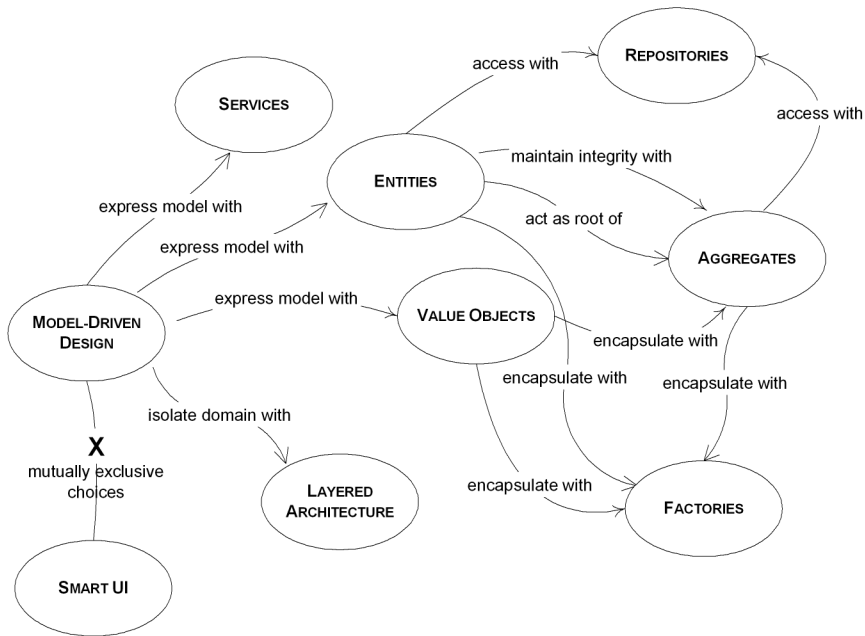 REPOSITORIES
access with
SERVICES
access with
maintain integrity with
ENTITIES
express model with
act as root of
express model with
AGGREGATES
express model with
VALUE OBJECTS
MODEL-DRIVEN
DESIGN
encapsulate with
encapsulate with
encapsulate with
isolate domain with
X
mutually exclusive
choices
encapsulate with
LAYERED
ARCHITECTURE
FACTORIES
SMART UI